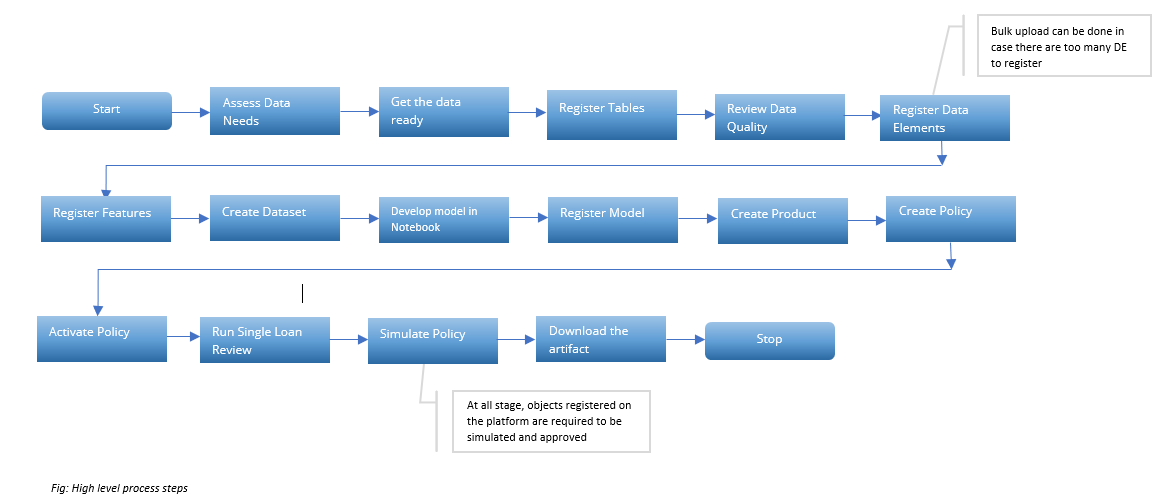 Bulk upload can be done in
case there are too many DE
to register
Start
Assess Data
Needs
Get the data
ready
Register Tables
Review Data
Quality
Register Data
Elements
Register Features
Create Dataset
Develop model in
Notebook
Register Model
Create Product
Create Policy
Activate Policy
Run Single Loan
Review
Simulate Policy
Download the
artifact
Stop
At all stage, objects registered on
the platform are required to be
simulated and approved
Fig: High level process steps